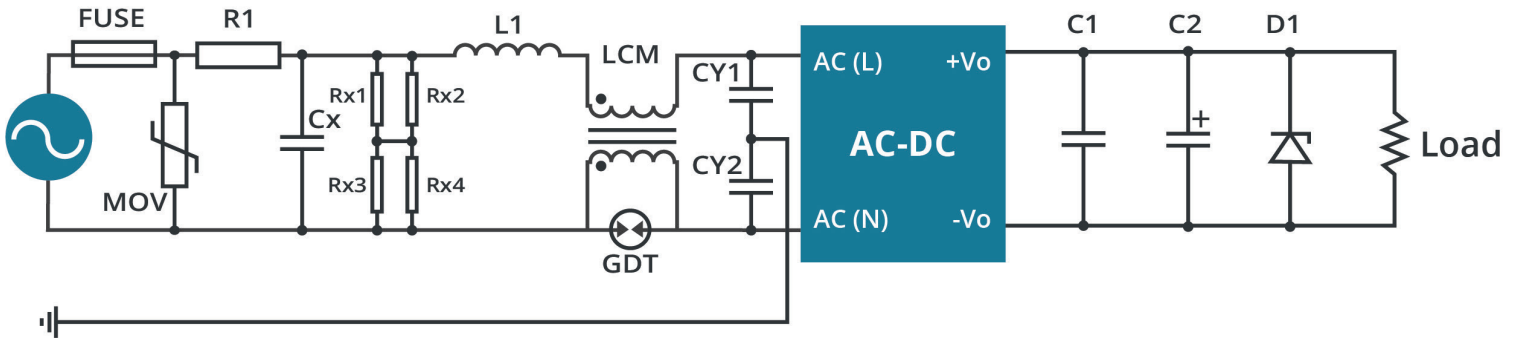 FUSE R1 L1 C1 C2 D1
LCM
CY1 AC (L) +Vo
Rx1 Rx2
Cx +
AC-DC Load
CY2
Rx3 Rx4
MOV
AC (N) -Vo
GDT